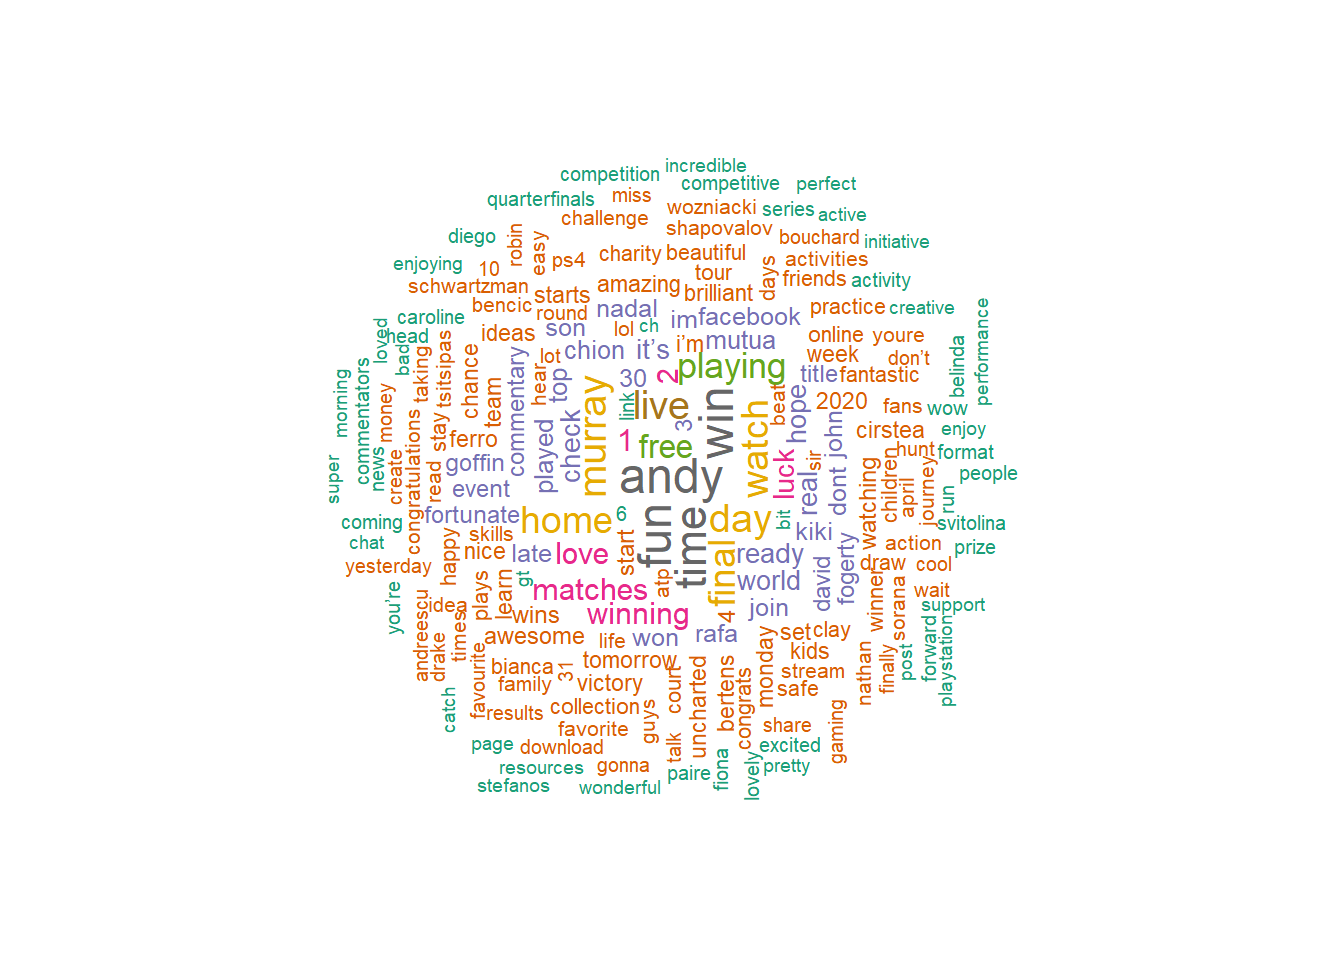 incredible
competition
competitive
perfect
quarterfinals
miss
wozniacki
series
active
challenge
shapovalov
diego
robin
easy
bouchard
initiative
charity
beautiful
enjoying
10
ps4
tour
days
activities
schwartzman
amazing
brilliant
friends
activity
bencic
starts
nadal
practice
creative
caroline
round
im
facebook
loved
head
ideas
son
lol
ch
i'm
mutua
online
youre
performance
bad
taking
tsitsipas
lot
chion
it's
week
don't
belinda
morning
commentators
money
chance
team
hear
top
30
2
playing
title
fantastic
super
news
create
congratulations
stay
commentary
murray
link
live
3
win
watch
beat
hope
2020
fans
wow
read
ferro
played
check
1
free
luck
sir
john
cirstea
enjoy
goffin
andy
real
dont
hunt
format
event
watching
children
april
journey
run
people
coming
fortunate
home
6
fun
time
day
bit
kiki
svitolina
chat
skills
happy
nice
late
love
start
final
ready
action
prize
yesterday
gt
atp
world
david
fogerty
draw
cool
you're
andreescu
drake
idea
times
plays
learn
matches
winning
4
join
winner
sorana
wait
support
wins
awesome
life
won
rafa
set
clay
post
forward
playstation
favourite
bianca
31
tomorrow
monday
kids
nathan
finally
family
victory
court
uncharted
bertens
stream
safe
catch
results
collection
guys
congrats
share
gaming
favorite
page
download
talk
excited
resources
gonna
paire
fiona
lovely
pretty
stefanos
wonderful